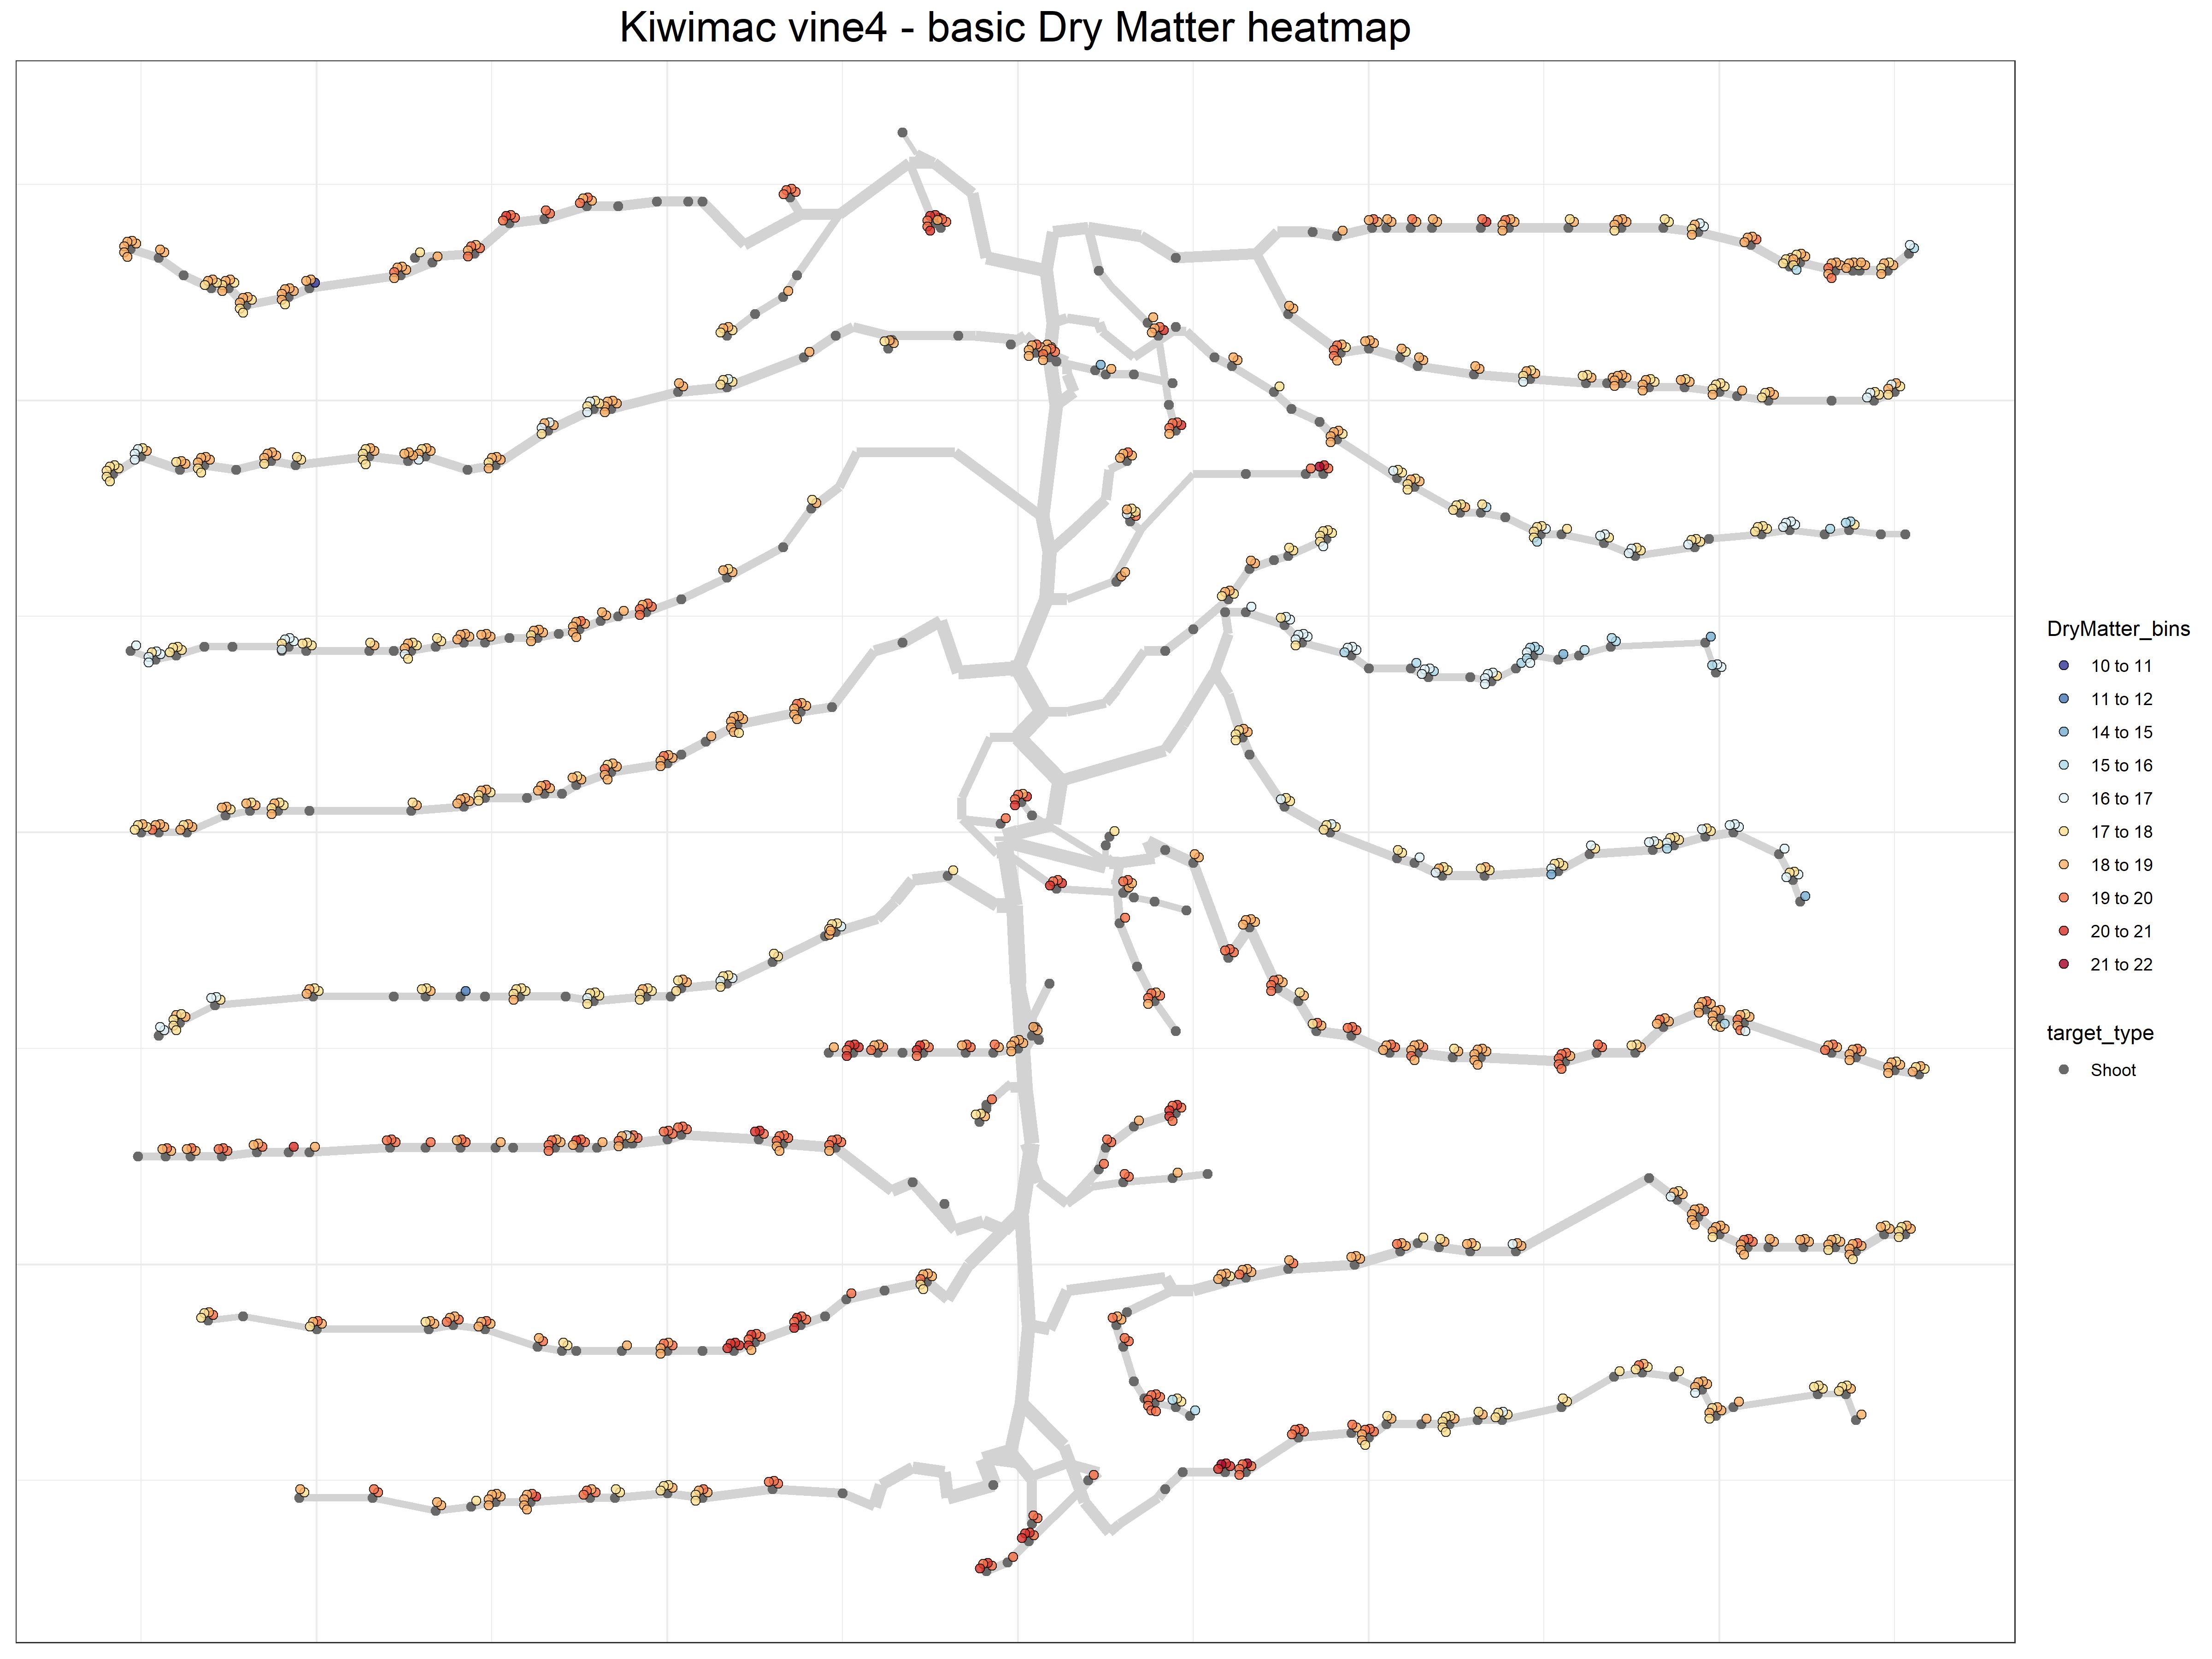 Kiwimac vine4 - basic Dry Matter heatmap
DryMatter_bins
10 to 11
11 to 12
14 to 15
15 to 16
16 to 17
17 to 18
18 to 19
19 to 20
20 to 21
21 to 22
target_type
Shoot